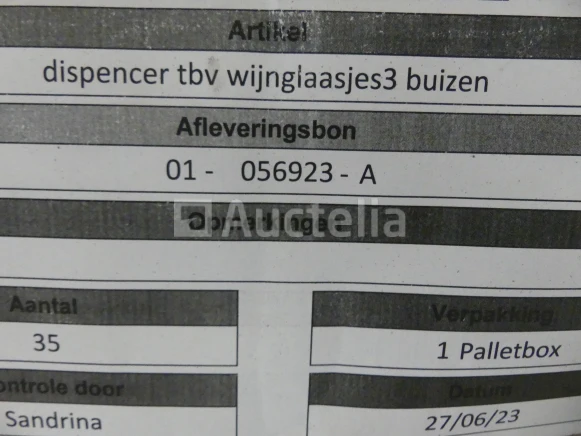 Artikel
dispencer tbv wijnglaasjes3 buizen
Afleveringsbon
01 - 056923 - A
Opmerkingen
Auctelia
Aantal
Verpakking
35
1 Palletbox
ontrole door
Datum
Sandrina
27/06/23